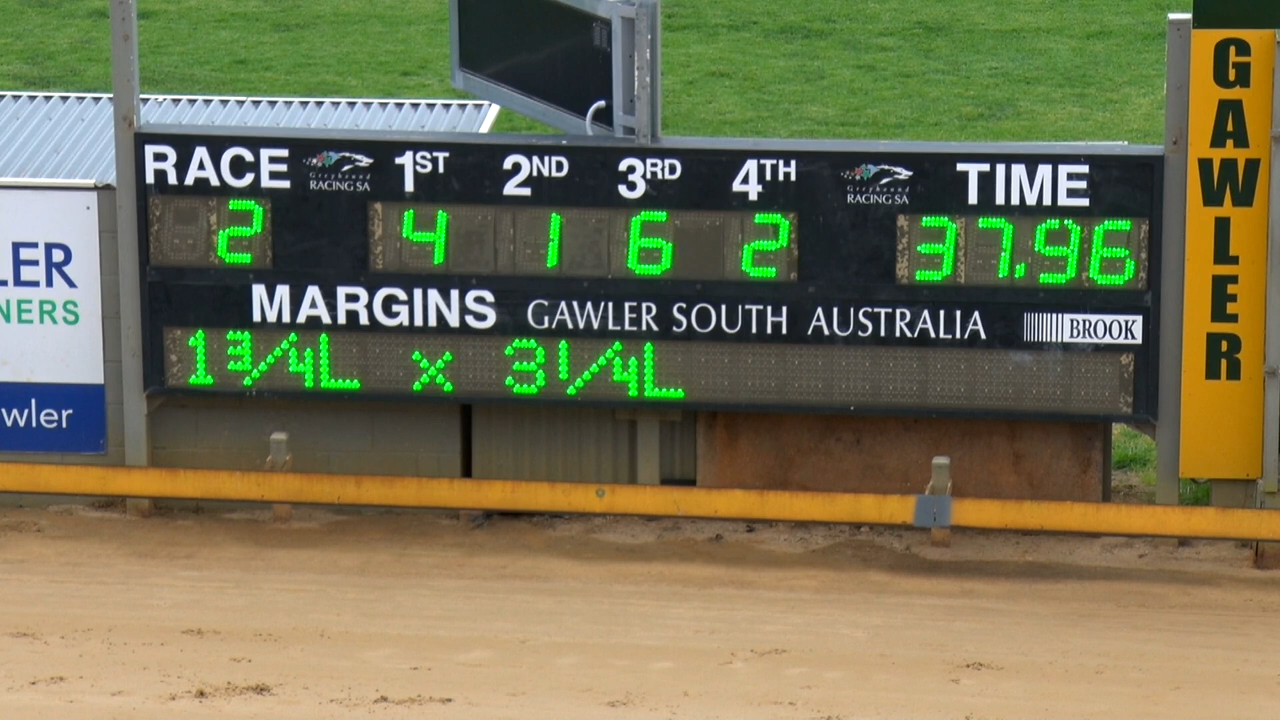 RACE Greyhound RACING SA 1ST 2ND 3RD 4TH Greyhound RACING SA TIME
2 4 1 6 2 37.96
MARGINS GAWLER SOUTH AUSTRALIA BROOK
1 3/4L x 3 1/4L
GAWLER
LER
NERS
wler